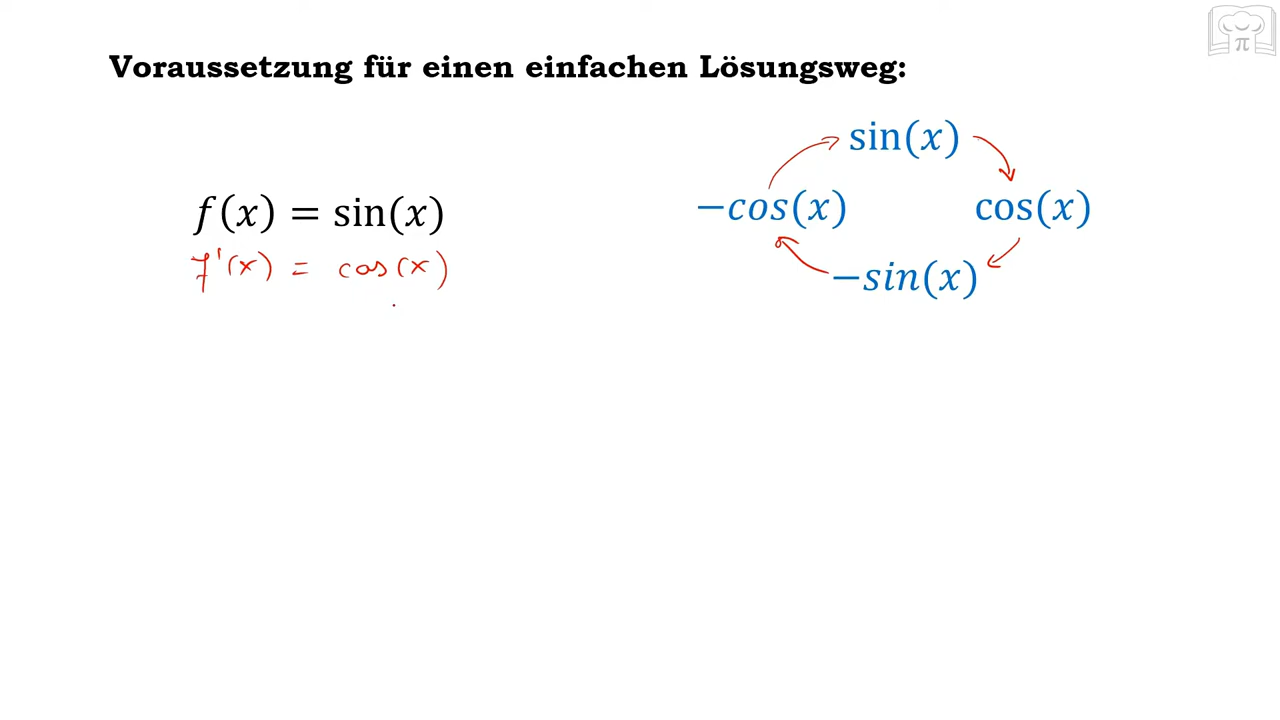 Voraussetzung für einen einfachen Lösungsweg:
f(x) = sin(x)
f'(x) = cos(x)
sin(x)
−cos(x) cos(x)
−sin(x)
π